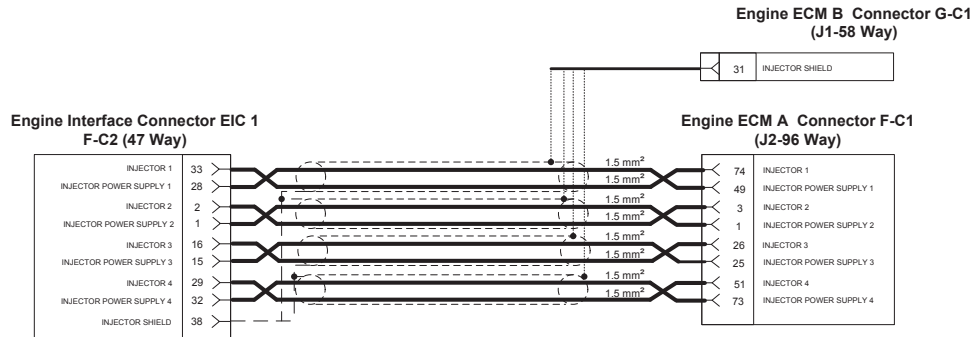 Engine ECM B Connector G-C1
(J1-58 Way)
31 INJECTOR SHIELD
Engine Interface Connector EIC 1
F-C2 (47 Way)
Engine ECM A Connector F-C1
(J2-96 Way)
INJECTOR 1 33 1.5 mm² 74 INJECTOR 1
INJECTOR POWER SUPPLY 1 28 1.5 mm² 49 INJECTOR POWER SUPPLY 1
INJECTOR 2 2 1.5 mm² 3 INJECTOR 2
INJECTOR POWER SUPPLY 2 1 1.5 mm² 1 INJECTOR POWER SUPPLY 2
INJECTOR 3 16 1.5 mm² 26 INJECTOR 3
INJECTOR POWER SUPPLY 3 15 1.5 mm² 25 INJECTOR POWER SUPPLY 3
INJECTOR 4 29 1.5 mm² 51 INJECTOR 4
INJECTOR POWER SUPPLY 4 32 1.5 mm² 73 INJECTOR POWER SUPPLY 4
INJECTOR SHIELD 38